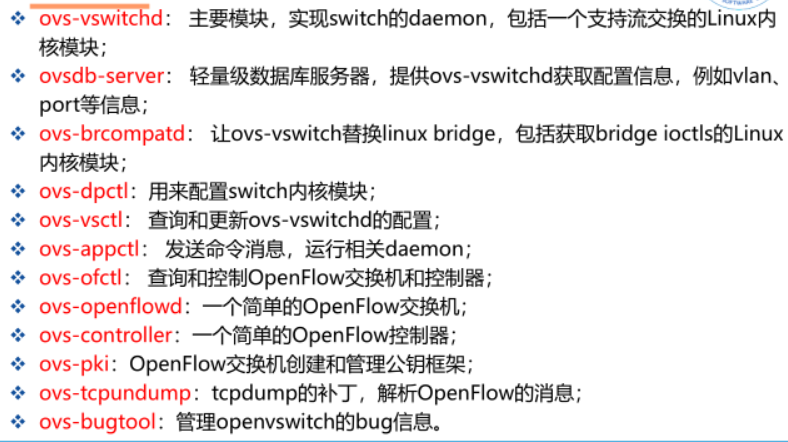 ❖ ovs-vswitchd： 主要模块，实现switch的daemon，包括一个支持流交换的Linux内
核模块；
❖ ovsdb-server： 轻量级数据库服务器，提供ovs-vswitchd获取配置信息，例如vlan、
port等信息；
❖ ovs-brcompatd： 让ovs-vswitch替换linux bridge，包括获取bridge ioctls的Linux
内核模块；
❖ ovs-dpctl：用来配置switch内核模块；
❖ ovs-vsctl： 查询和更新ovs-vswitchd的配置；
❖ ovs-appctl： 发送命令消息，运行相关daemon；
❖ ovs-ofctl： 查询和控制OpenFlow交换机和控制器；
❖ ovs-openflowd：一个简单的OpenFlow交换机；
❖ ovs-controller：一个简单的OpenFlow控制器；
❖ ovs-pki：OpenFlow交换机创建和管理公钥框架；
❖ ovs-tcpundump：tcpdump的补丁，解析OpenFlow的消息；
❖ ovs-bugtool：管理openvswitch的bug信息。